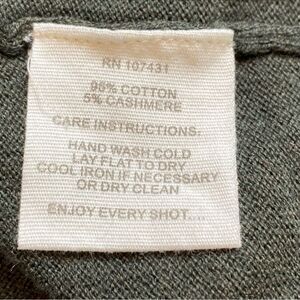 RN 107431
95% COTTON
5% CASHMERE
CARE INSTRUCTIONS:
HAND WASH COLD
LAY FLAT TO DRY
COOL IRON IF NECESSARY
OR DRY CLEAN
ENJOY EVERY SHOT....